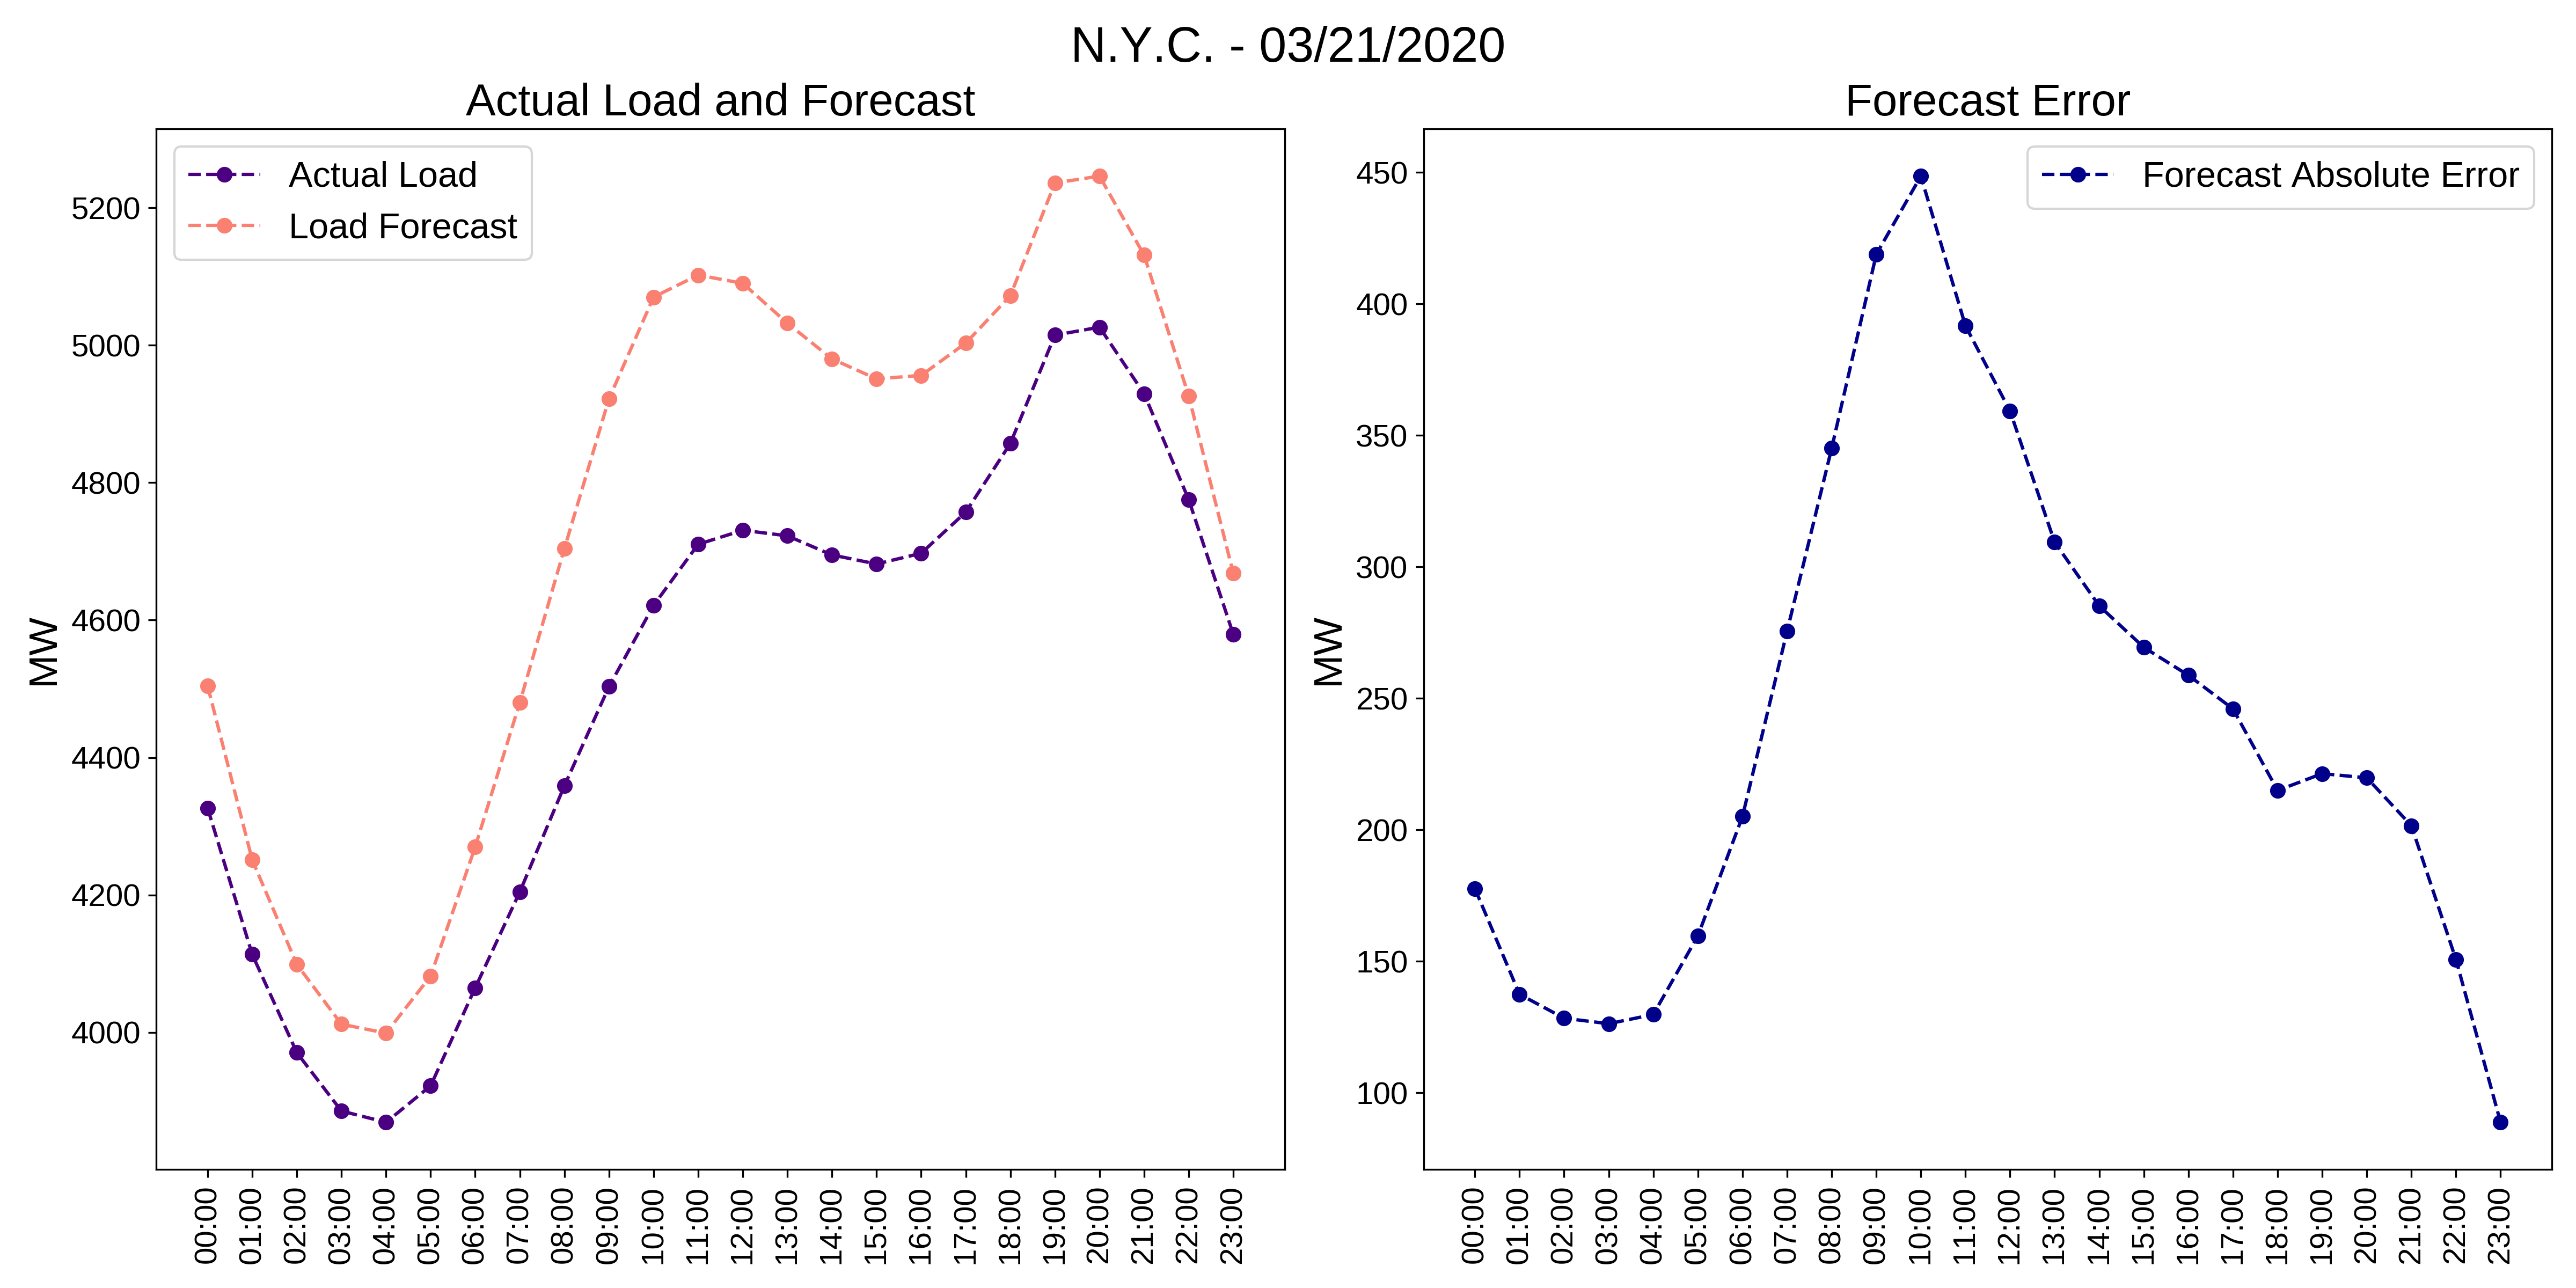 N.Y.C. - 03/21/2020
Actual Load and Forecast
Actual Load
Load Forecast
MW
5200
5000
4800
4600
4400
4200
4000
00:00 01:00 02:00 03:00 04:00 05:00 06:00 07:00 08:00 09:00 10:00 11:00 12:00 13:00 14:00 15:00 16:00 17:00 18:00 19:00 20:00 21:00 22:00 23:00
Forecast Error
Forecast Absolute Error
MW
450
400
350
300
250
200
150
100
00:00 01:00 02:00 03:00 04:00 05:00 06:00 07:00 08:00 09:00 10:00 11:00 12:00 13:00 14:00 15:00 16:00 17:00 18:00 19:00 20:00 21:00 22:00 23:00